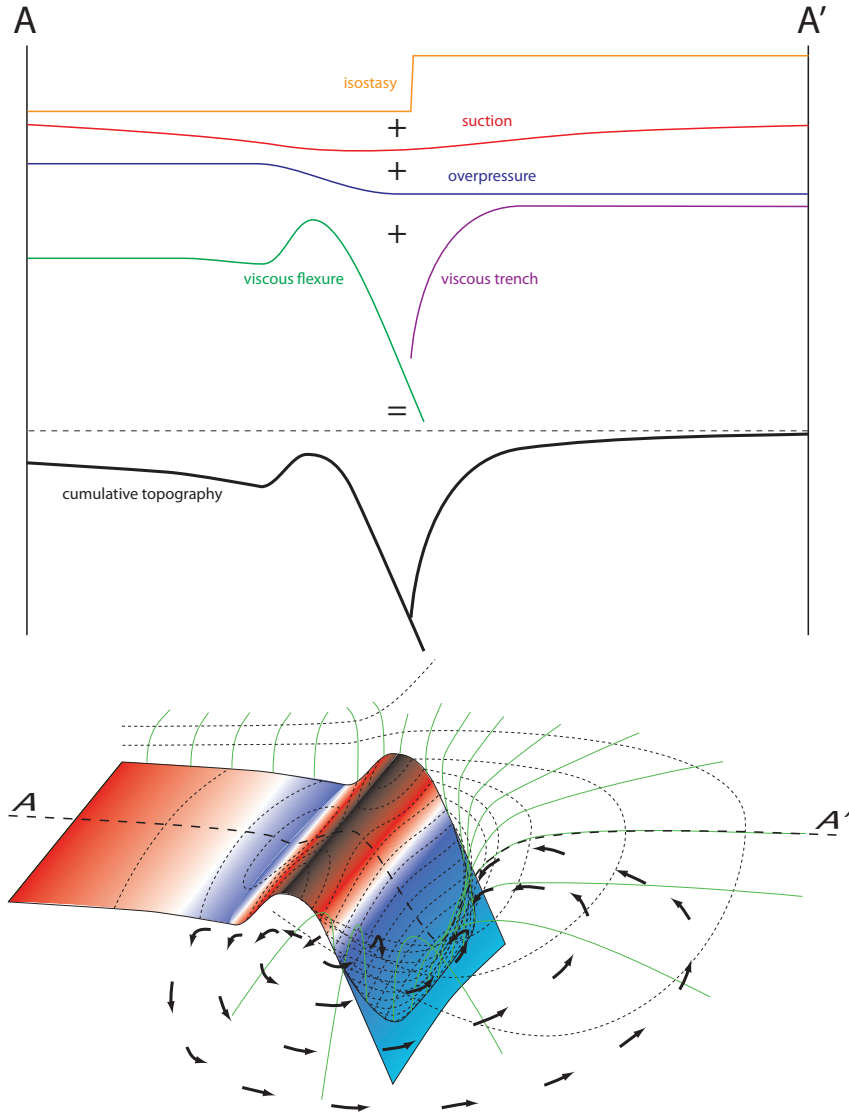 A A′
isostasy
+ suction
+ overpressure
+
viscous flexure viscous trench
=
cumulative topography
A A′